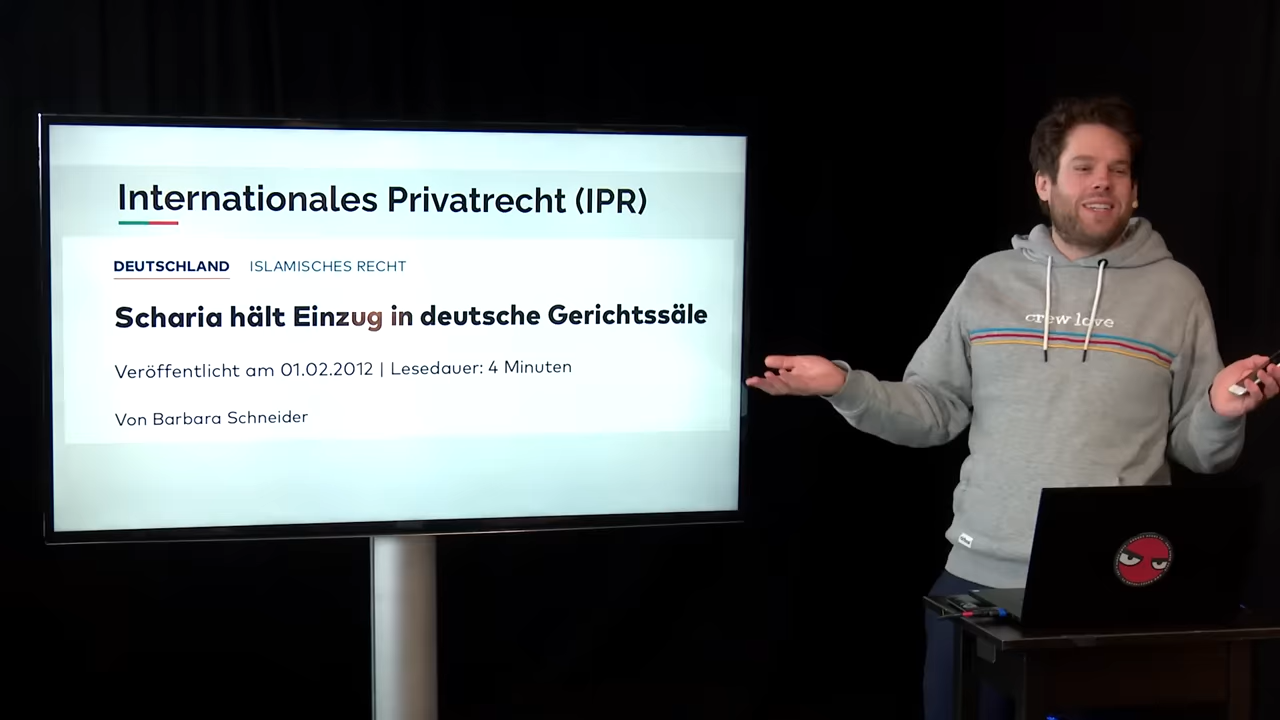 Internationales Privatrecht (IPR)
DEUTSCHLAND ISLAMISCHES RECHT
Scharia hält Einzug in deutsche Gerichtssäle
Veröffentlicht am 01.02.2012 | Lesedauer: 4 Minuten
Von Barbara Schneider
crew love